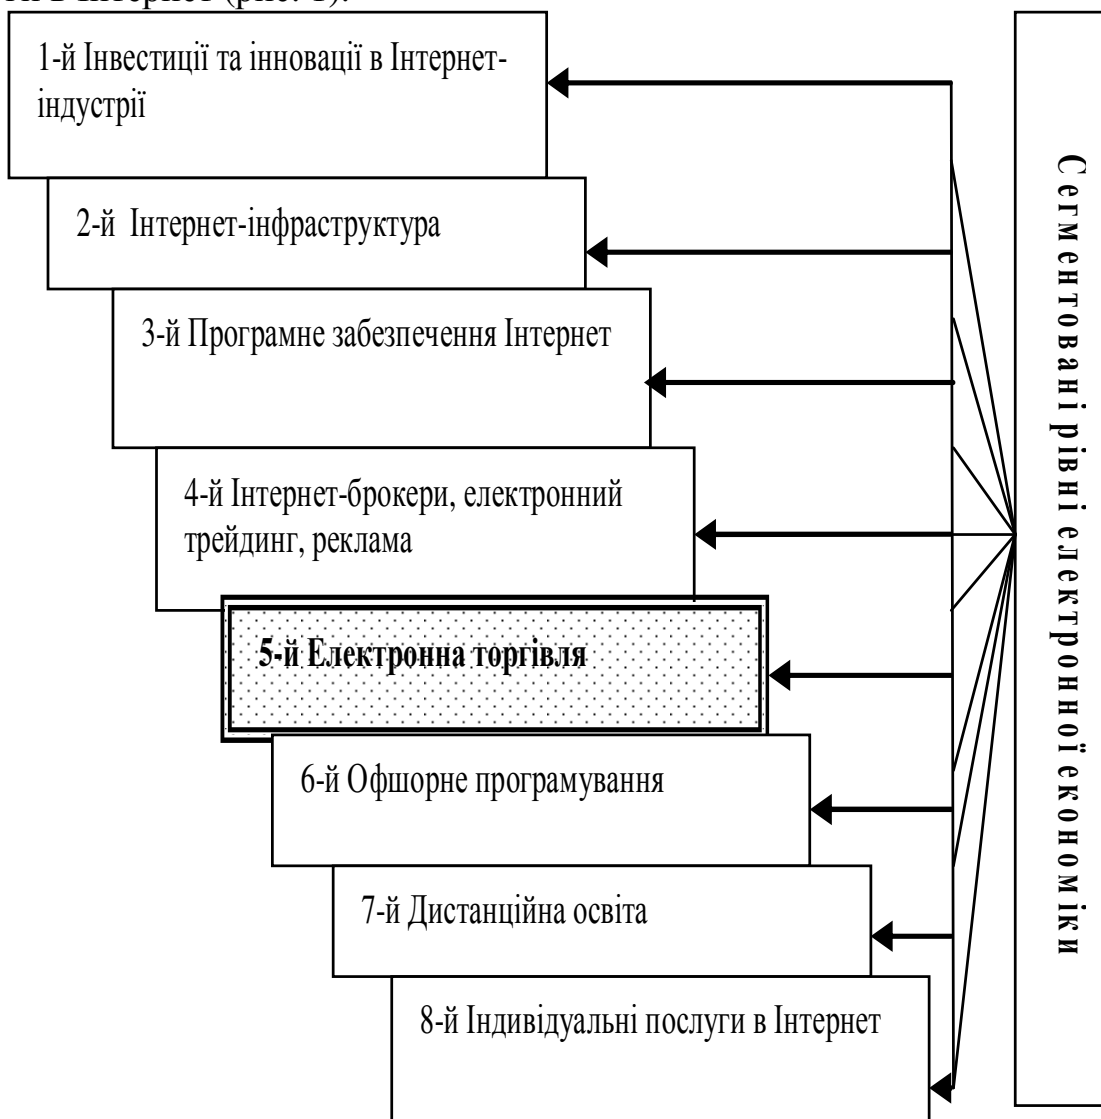 в Інтернет (рис. 1).
1-й Інвестиції та інновації в Інтернет-
індустрії
2-й Інтернет-інфраструктура
3-й Програмне забезпечення Інтернет
4-й Інтернет-брокери, електронний
трейдинг, реклама
5-й Електронна торгівля
6-й Офшорне програмування
7-й Дистанційна освіта
8-й Індивідуальні послуги в Інтернет
Сегментовані рівні електронної економіки